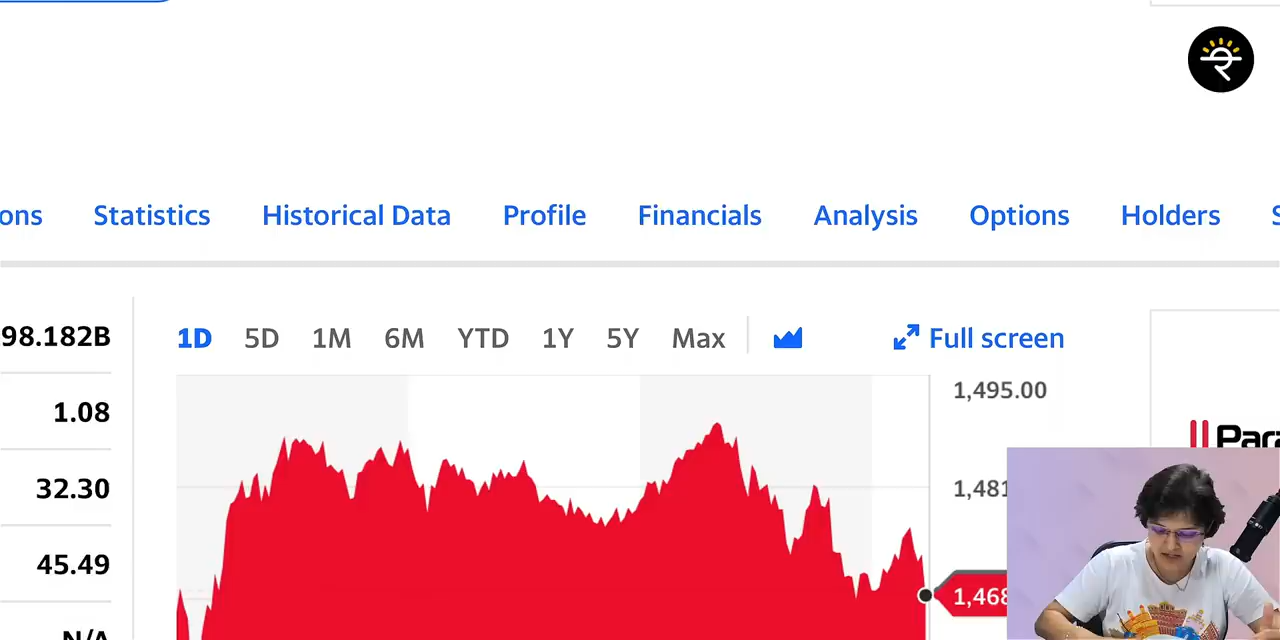 ons Statistics Historical Data Profile Financials Analysis Options Holders S
98.182B
1D 5D 1M 6M YTD 1Y 5Y Max Full screen
1,495.00
1.08
Para
32.30
1,481
45.49
1,468
N/A